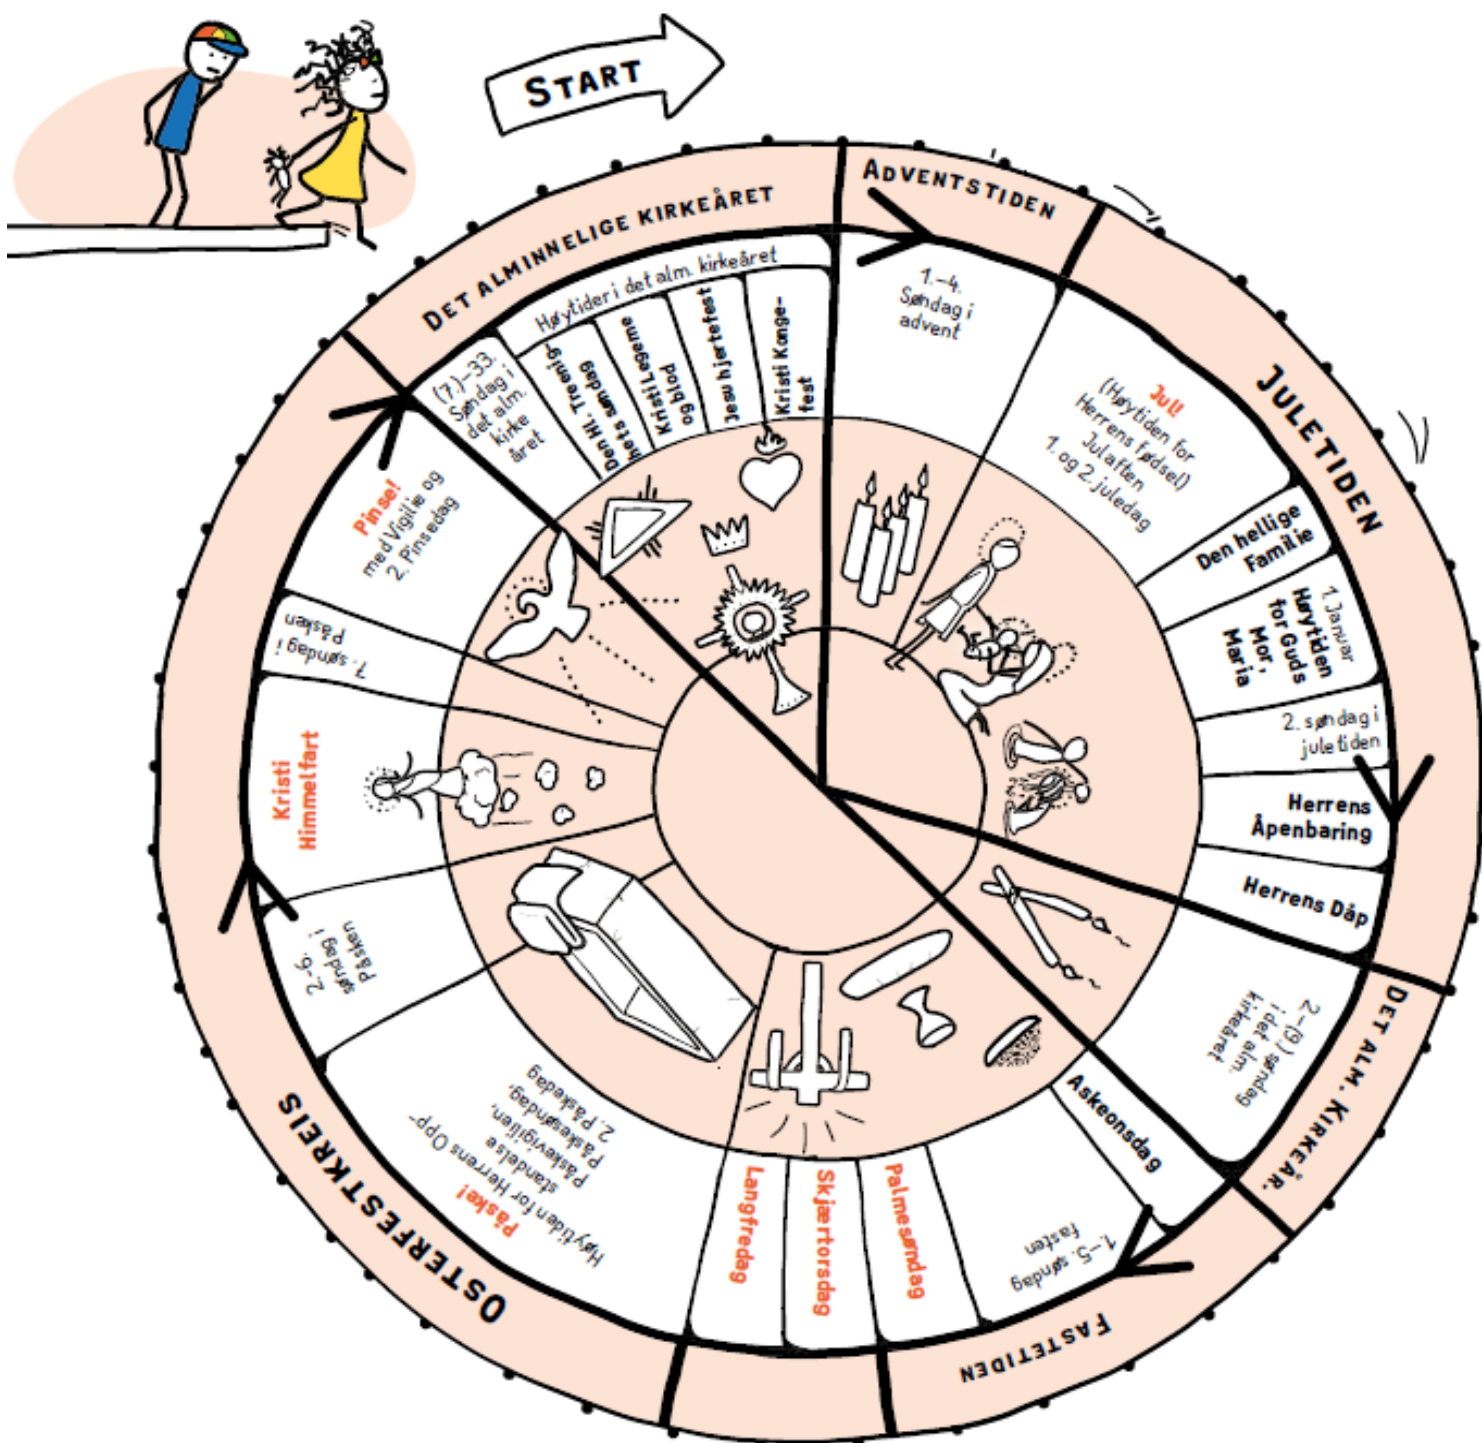 START
ADVENTSTIDEN
1.-4.
Søndag i
advent
JULETIDEN
Jul!
(Høytiden for
Herrens fødsel)
Julaften
1. og 2. juledag
Den hellige
Familie
1. Januar
Høytiden
for Guds
Mor,
Maria
2. søndag i
juletiden
Herrens
Åpenbaring
Herrens Dåp
DET ALM. KIRKEÅR.
2-(9.) søndag
i det alm.
kirkeåret
Askeonsdag
FASTETIDEN
1.-5. søndag
fasten
Palmesøndag
Skjærtorsdag
Langfredag
OSTERFESTKREIS
Påske!
Høytiden for Herrens Opp-
standelse
Påskevigilien,
Påskesøndag,
2. Påskedag
2.-6.
søndag i
Påsken
Kristi
Himmelfart
7. søndag i
Påsken
Pinse!
med Vigilie og
2. Pinsedag
DET ALMINNELIGE KIRKEÅRET
(7.)-33.
Søndag i
det alm.
kirke
året
Høytider i det alm. kirkeåret
Den Hl. Treenig-
hets søndag
Kristi Legeme
og blod
Jesu hjertefest
Kristi Konge-
fest